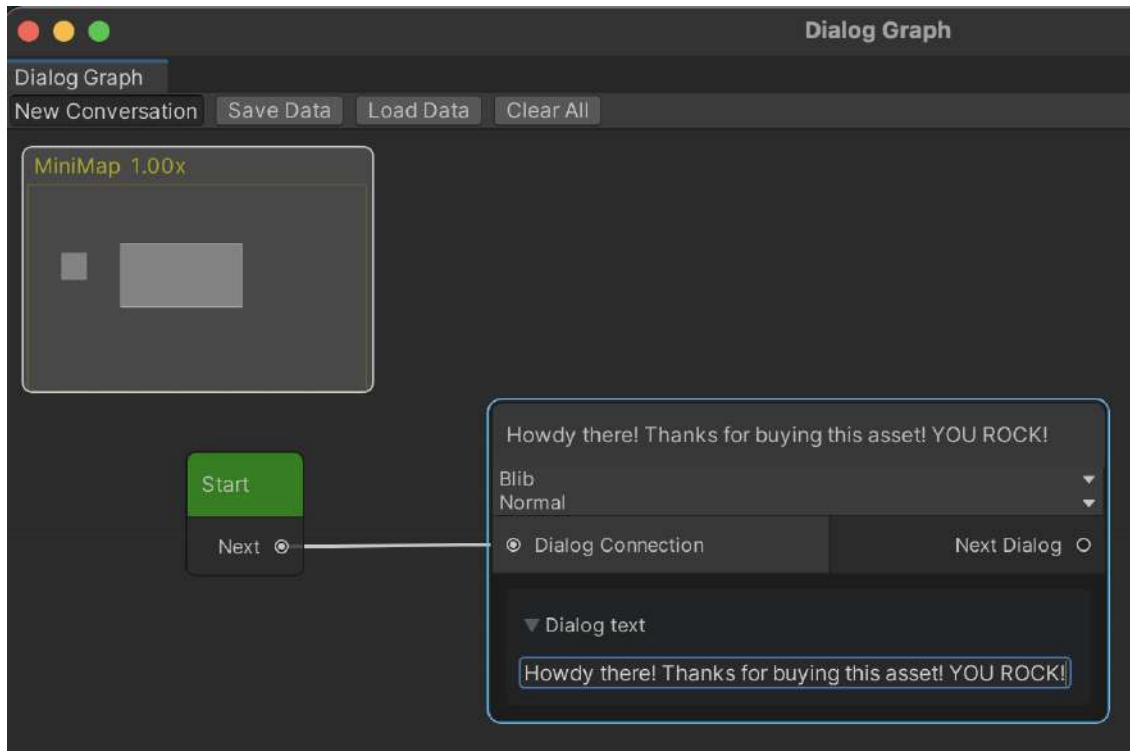 Dialog Graph
Dialog Graph
New Conversation Save Data Load Data Clear All
MiniMap 1.00x
Howdy there! Thanks for buying this asset! YOU ROCK!
Blib
Normal
Start
Next
Dialog Connection Next Dialog
Dialog text
Howdy there! Thanks for buying this asset! YOU ROCK!